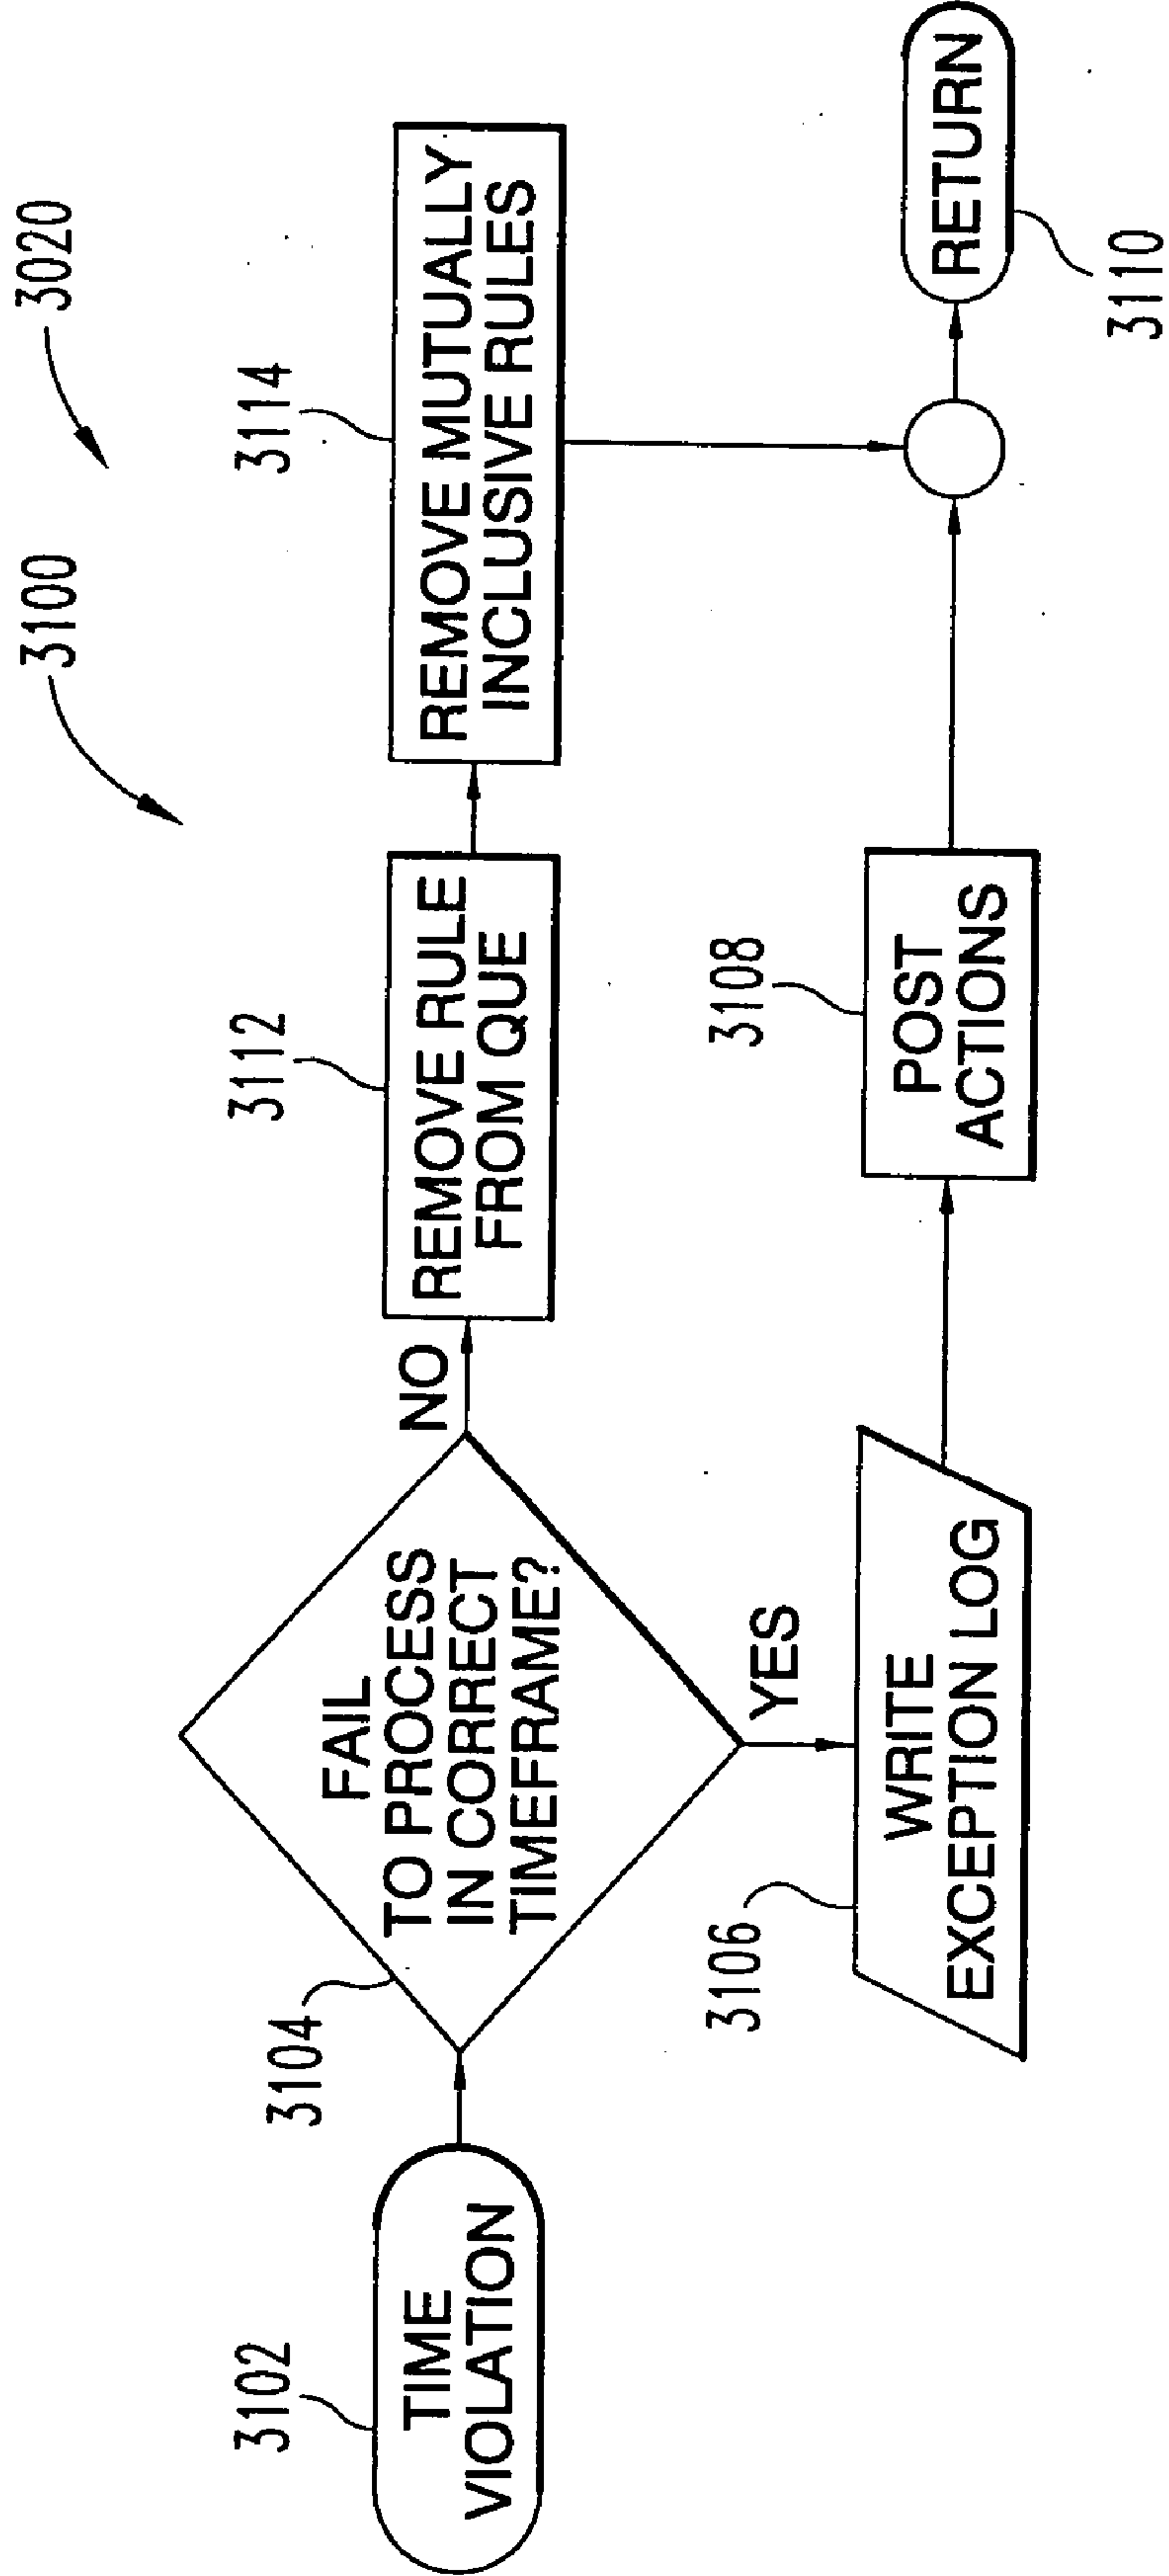 3100
3020
3102
TIME
VIOLATION
3104
FAIL
TO PROCESS
IN CORRECT
TIMEFRAME?
NO
3112
REMOVE RULE
FROM QUE
3114
REMOVE MUTUALLY
INCLUSIVE RULES
YES
3106
WRITE
EXCEPTION LOG
3108
POST
ACTIONS
RETURN
3110